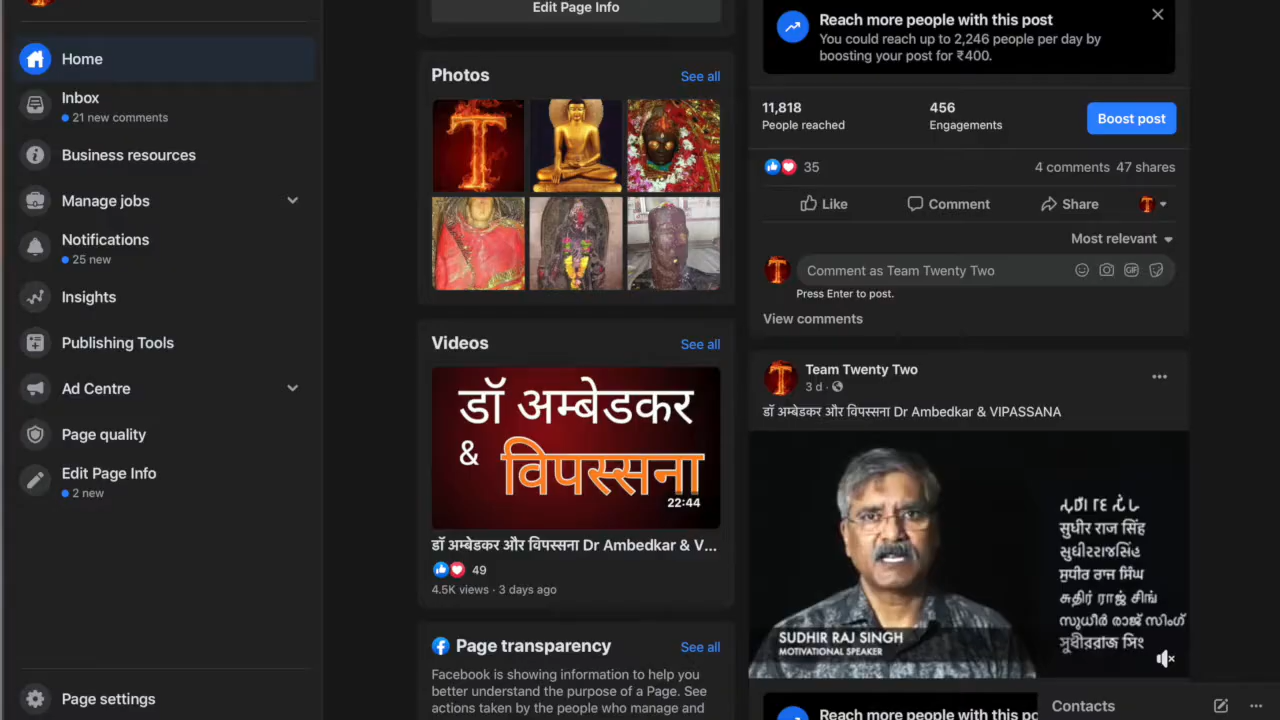 Home
Inbox
21 new comments
Business resources
Manage jobs
Notifications
25 new
Insights
Publishing Tools
Ad Centre
Page quality
Edit Page Info
2 new
Page settings
Edit Page Info
Photos
See all
T
Videos
See all
डॉ अम्बेडकर
&
विपस्सना
22:44
डॉ अम्बेडकर और विपस्सना Dr Ambedkar & V...
49
4.5K views · 3 days ago
Page transparency
See all
Facebook is showing information to help you
better understand the purpose of a Page. See
actions taken by the people who manage and
Reach more people with this post
You could reach up to 2,246 people per day by
boosting your post for ₹400.
11,818
People reached
456
Engagements
Boost post
35
4 comments 47 shares
Like
Comment
Share
Most relevant
Comment as Team Twenty Two
GIF
Press Enter to post.
View comments
Team Twenty Two
3 d
डॉ अम्बेडकर और विपस्सना Dr Ambedkar & VIPASSANA
सुधीर राज सिंह
સુધીરરાજસિંહ
ਸੁਧੀਰ ਰਾਜ ਸਿੰਘ
சுதிர் ராஜ் சிங்
സുധീർ രാജ് സിംഗ്
सुधीरराज सिंः
SUDHIR RAJ SINGH
MOTIVATIONAL SPEAKER
Reach more people with this po
Contacts